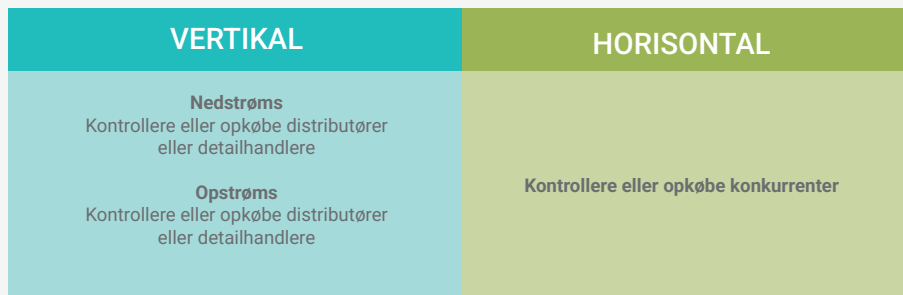 VERTIKAL
Nedstrøms
Kontrollere eller opkøbe distributører
eller detailhandlere
Opstrøms
Kontrollere eller opkøbe distributører
eller detailhandlere
HORISONTAL
Kontrollere eller opkøbe konkurrenter